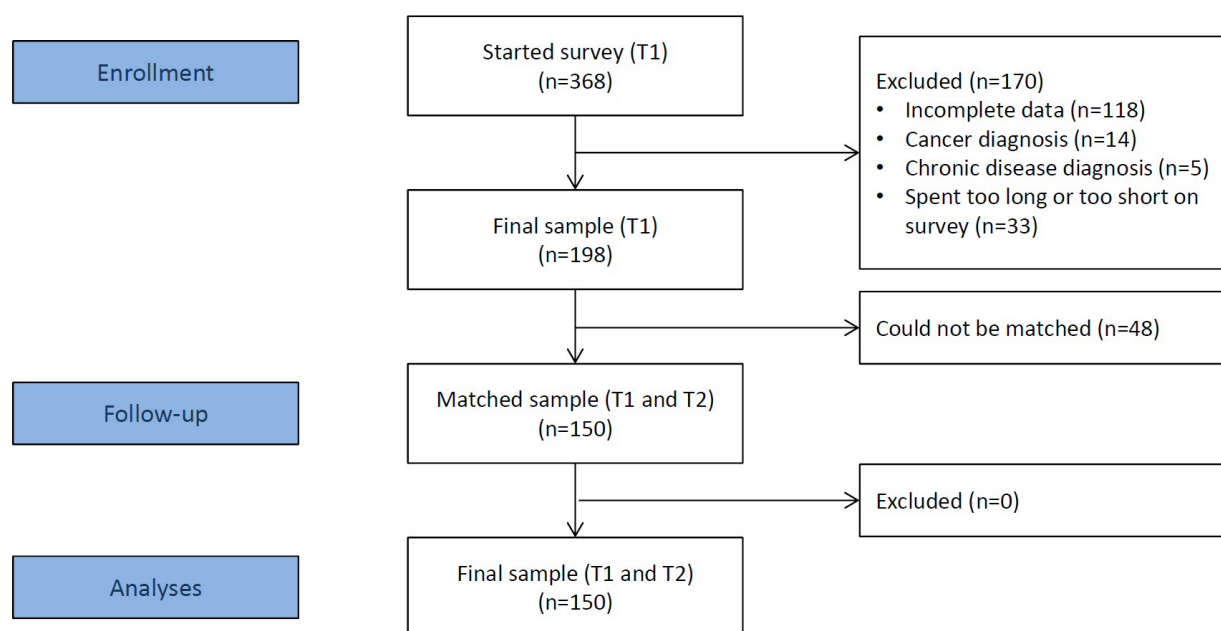 Enrollment
Started survey (T1)
(n=368)
Excluded (n=170)
• Incomplete data (n=118)
• Cancer diagnosis (n=14)
• Chronic disease diagnosis (n=5)
• Spent too long or too short on
survey (n=33)
Final sample (T1)
(n=198)
Could not be matched (n=48)
Follow-up
Matched sample (T1 and T2)
(n=150)
Excluded (n=0)
Analyses
Final sample (T1 and T2)
(n=150)